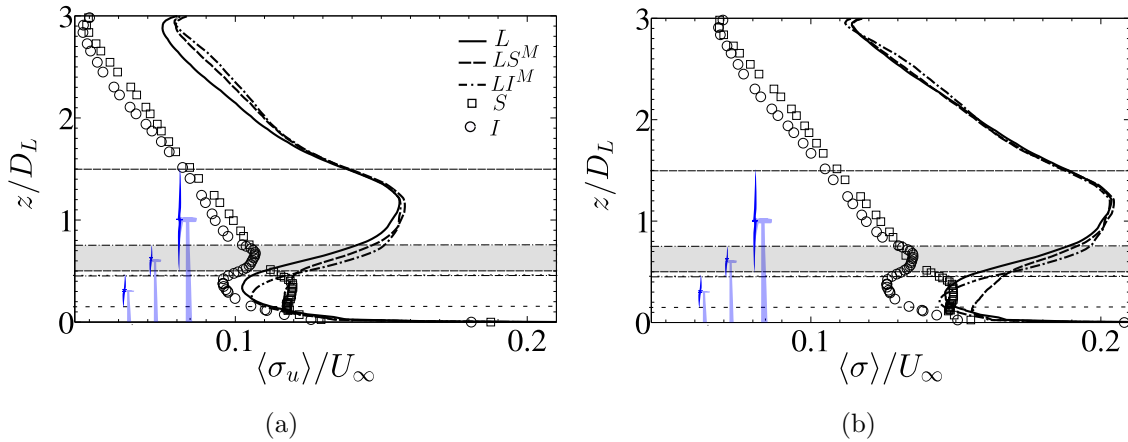 3
2
1
0
z/D_L
0.1
0.2
⟨σ_u⟩/U_∞
L
LS^M
LI^M
S
I
(a)
3
2
1
0
z/D_L
0.1
0.2
⟨σ⟩/U_∞
(b)